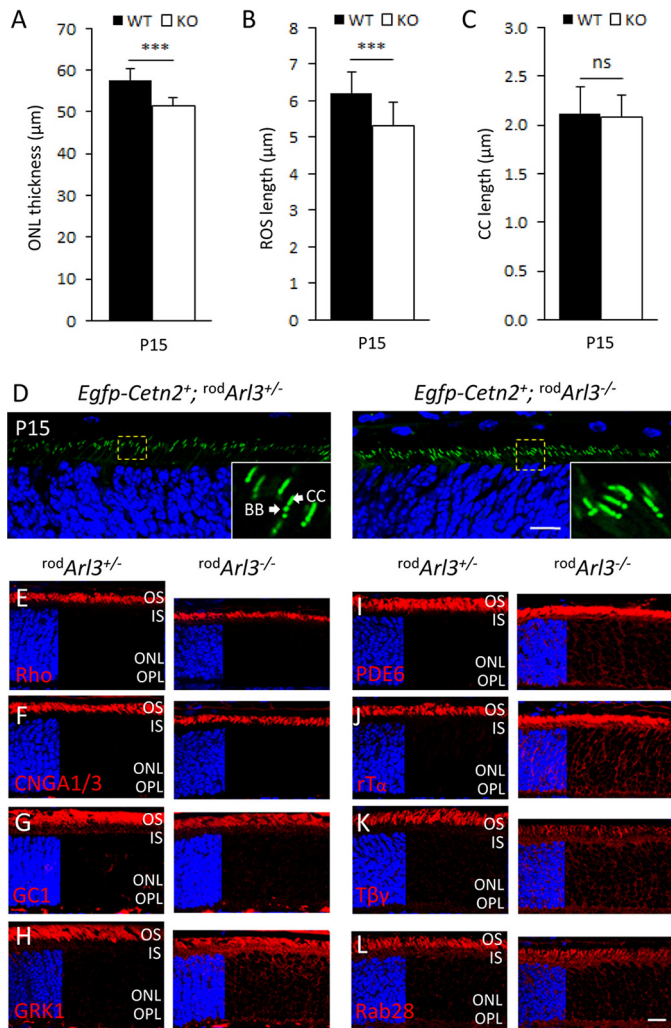 A
WT KO
***
ONL thickness (μm)
70
60
50
40
30
20
10
0
P15
B
WT KO
***
ROS length (μm)
8
7
6
5
4
3
2
1
0
P15
C
WT KO
ns
CC length (μm)
3.0
2.5
2.0
1.5
1.0
0.5
0.0
P15
D Egfp-Cetn2+; rodArl3+/- Egfp-Cetn2+; rodArl3-/-
P15
CC
BB
rodArl3+/- rodArl3-/- rodArl3+/- rodArl3-/-
E OS
IS
ONL
Rho OPL
F OS
IS
ONL
CNGA1/3 OPL
G OS
IS
ONL
GC1 OPL
H OS
IS
ONL
GRK1 OPL
I OS
IS
ONL
PDE6 OPL
J OS
IS
ONL
rTα OPL
K OS
IS
ONL
Tβγ OPL
L OS
IS
ONL
Rab28 OPL